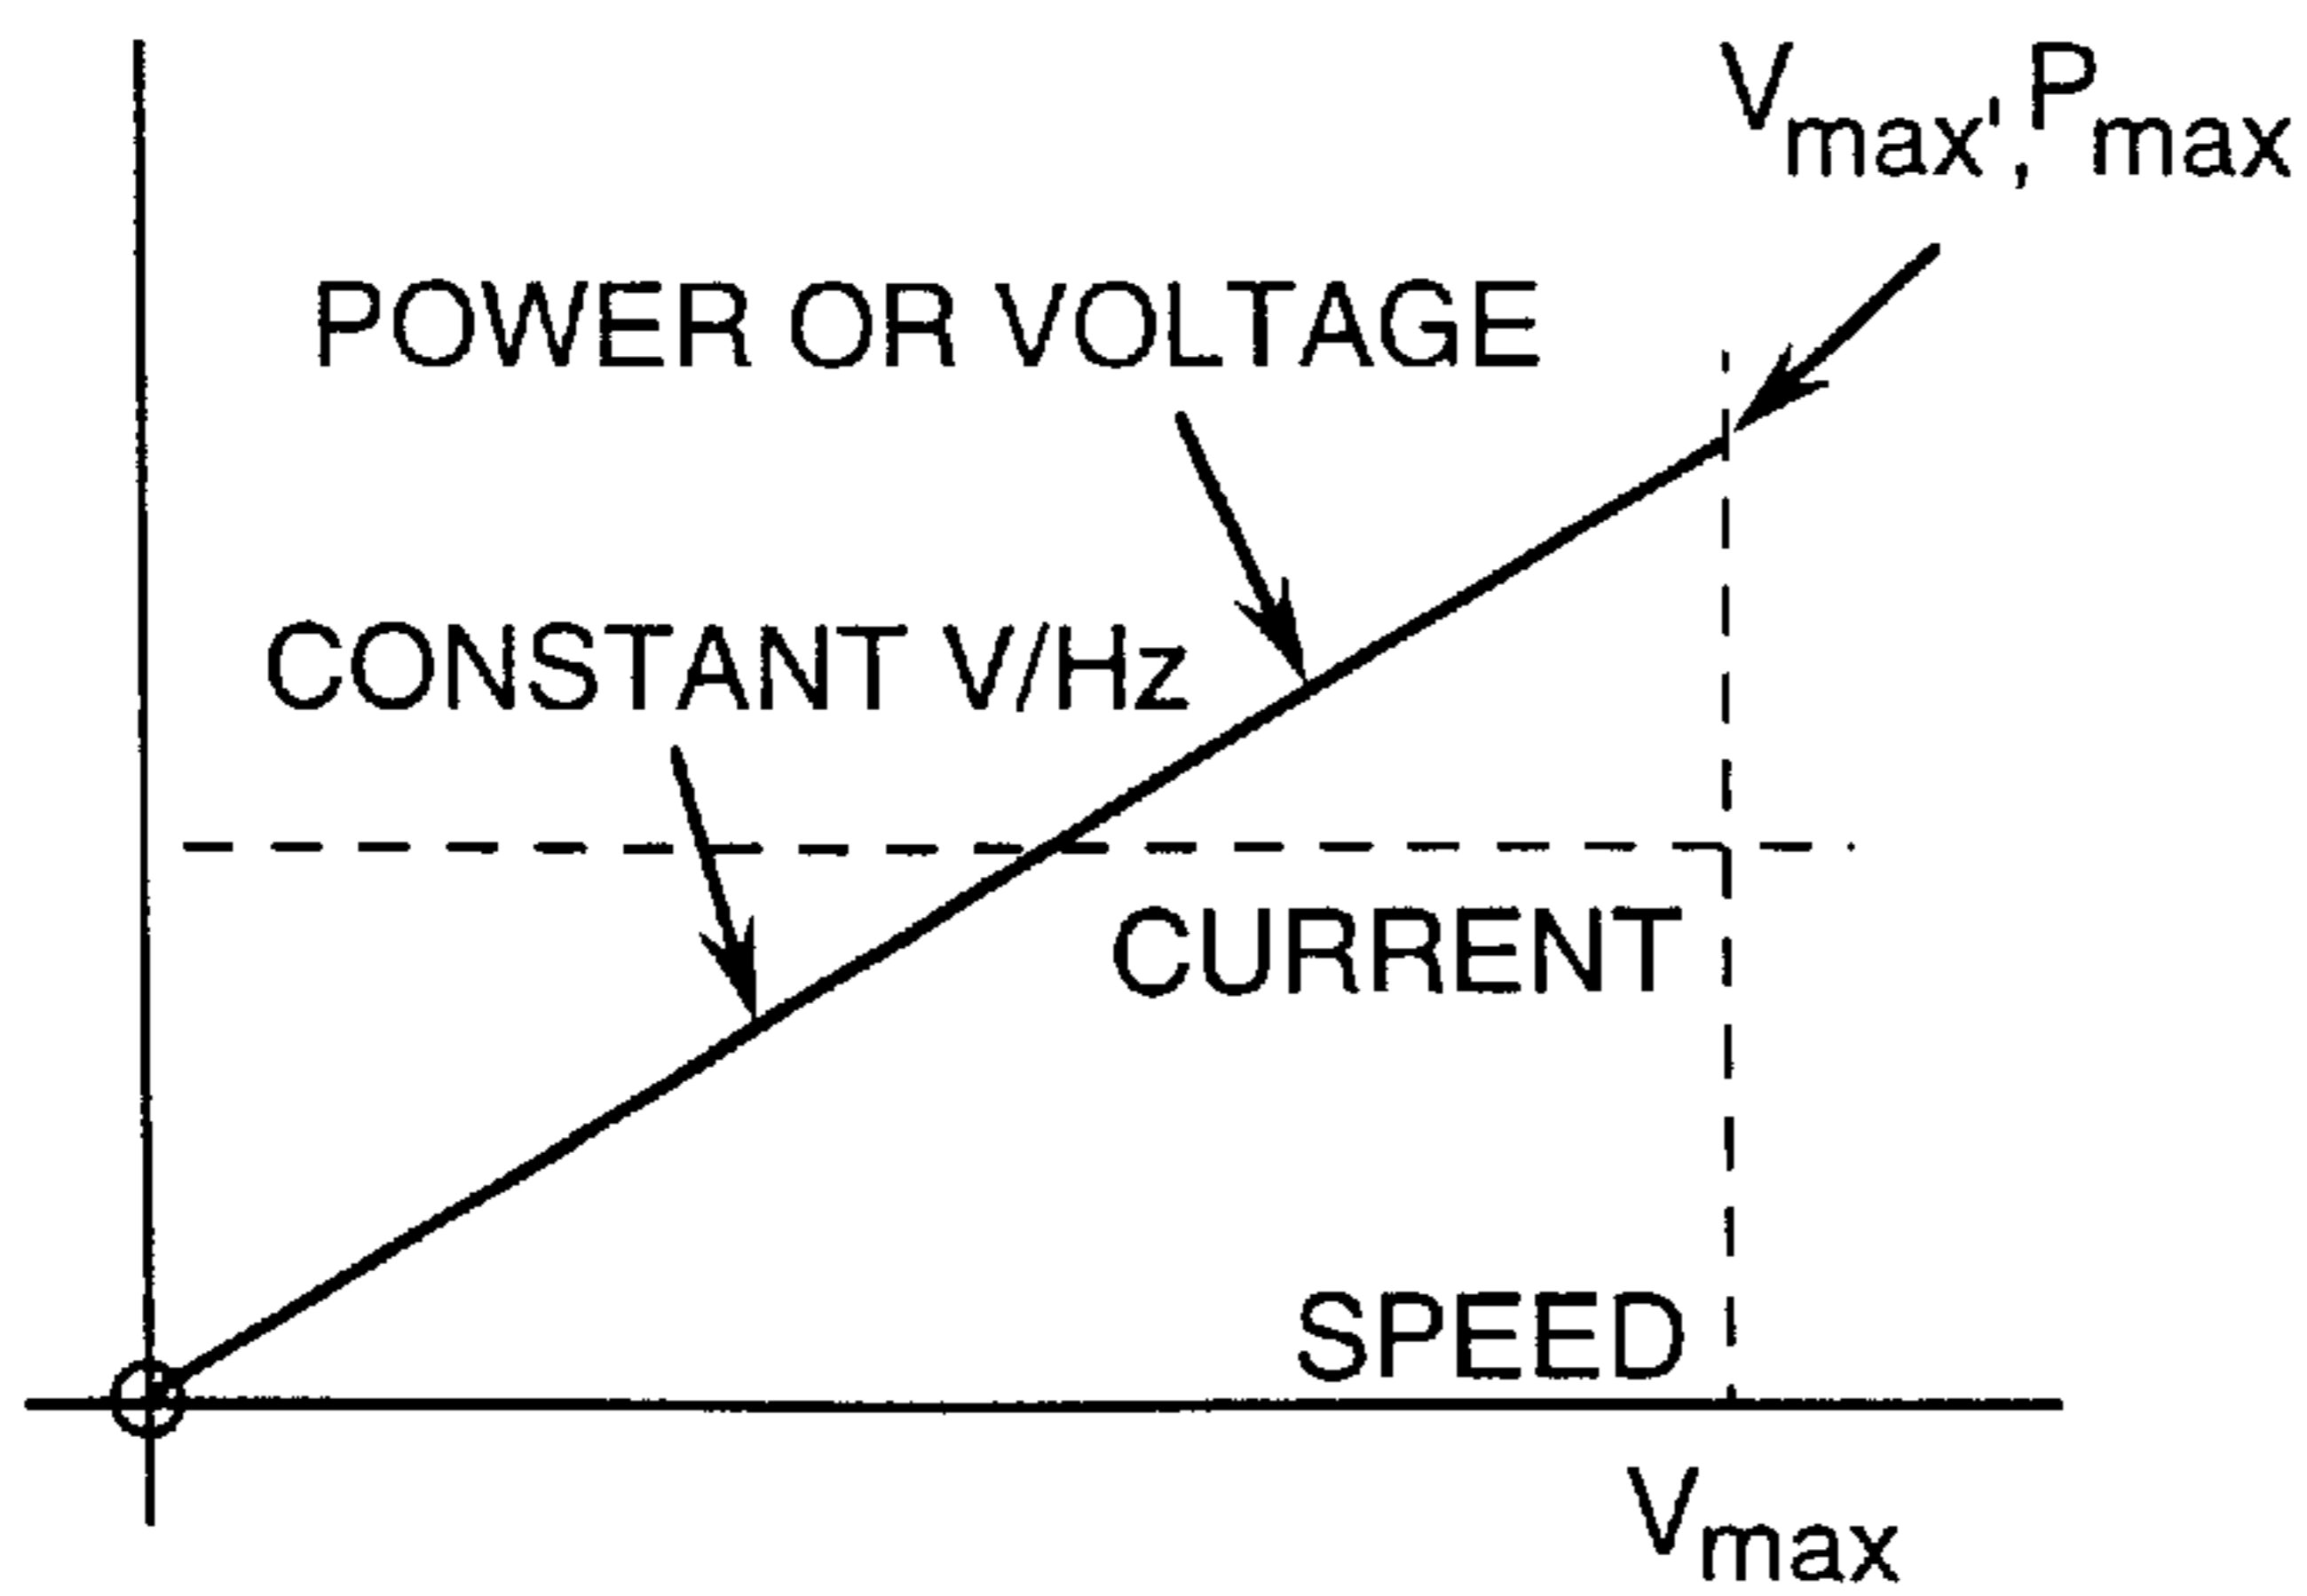 Vmax',Pmax
POWER OR VOLTAGE
CONSTANT V/Hz
CURRENT
SPEED
Vmax